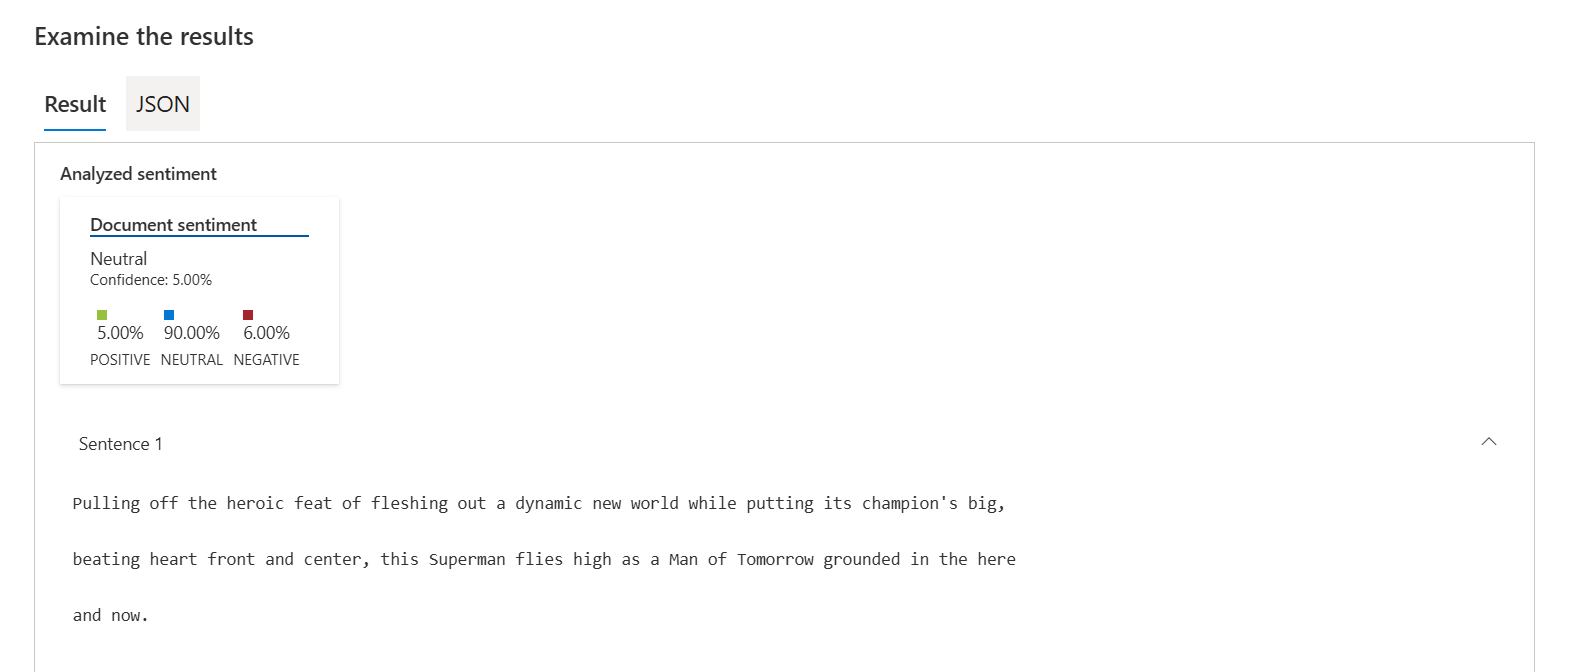 Examine the results
Result JSON
Analyzed sentiment
Document sentiment
Neutral
Confidence: 5.00%
5.00% 90.00% 6.00%
POSITIVE NEUTRAL NEGATIVE
Sentence 1
Pulling off the heroic feat of fleshing out a dynamic new world while putting its champion's big,
beating heart front and center, this Superman flies high as a Man of Tomorrow grounded in the here
and now.